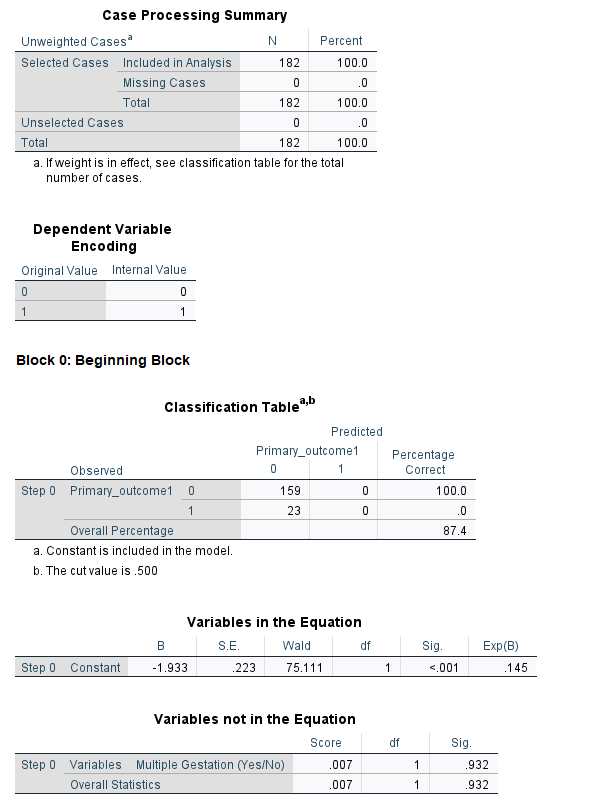 Case Processing Summary
Unweighted Casesa N Percent
Selected Cases Included in Analysis 182 100.0
Missing Cases 0 .0
Total 182 100.0
Unselected Cases 0 .0
Total 182 100.0
a. If weight is in effect, see classification table for the total
number of cases.
Dependent Variable
Encoding
Original Value Internal Value
0 0
1 1
Block 0: Beginning Block
Classification Tablea,b
Predicted
Primary_outcome1 Percentage
Observed 0 1 Correct
Step 0 Primary_outcome1 0 159 0 100.0
1 23 0 .0
Overall Percentage 87.4
a. Constant is included in the model.
b. The cut value is .500
Variables in the Equation
B S.E. Wald df Sig. Exp(B)
Step 0 Constant -1.933 .223 75.111 1 <.001 .145
Variables not in the Equation
Score df Sig.
Step 0 Variables Multiple Gestation (Yes/No) .007 1 .932
Overall Statistics .007 1 .932